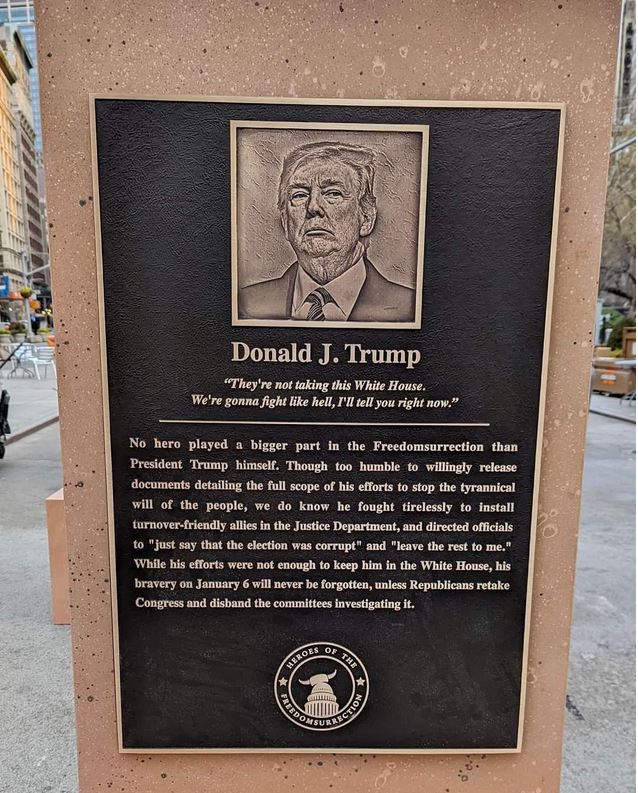 Donald J. Trump
“They're not taking this White House.
We're gonna fight like hell, I'll tell you right now.”
No hero played a bigger part in the Freedomsurrection than
President Trump himself. Though too humble to willingly release
documents detailing the full scope of his efforts to stop the tyrannical
will of the people, we do know he fought tirelessly to install
turnover-friendly allies in the Justice Department, and directed officials
to "just say that the election was corrupt" and "leave the rest to me."
While his efforts were not enough to keep him in the White House, his
bravery on January 6 will never be forgotten, unless Republicans retake
Congress and disband the committees investigating it.
HEROES OF THE
FREEDOMSURRECTION